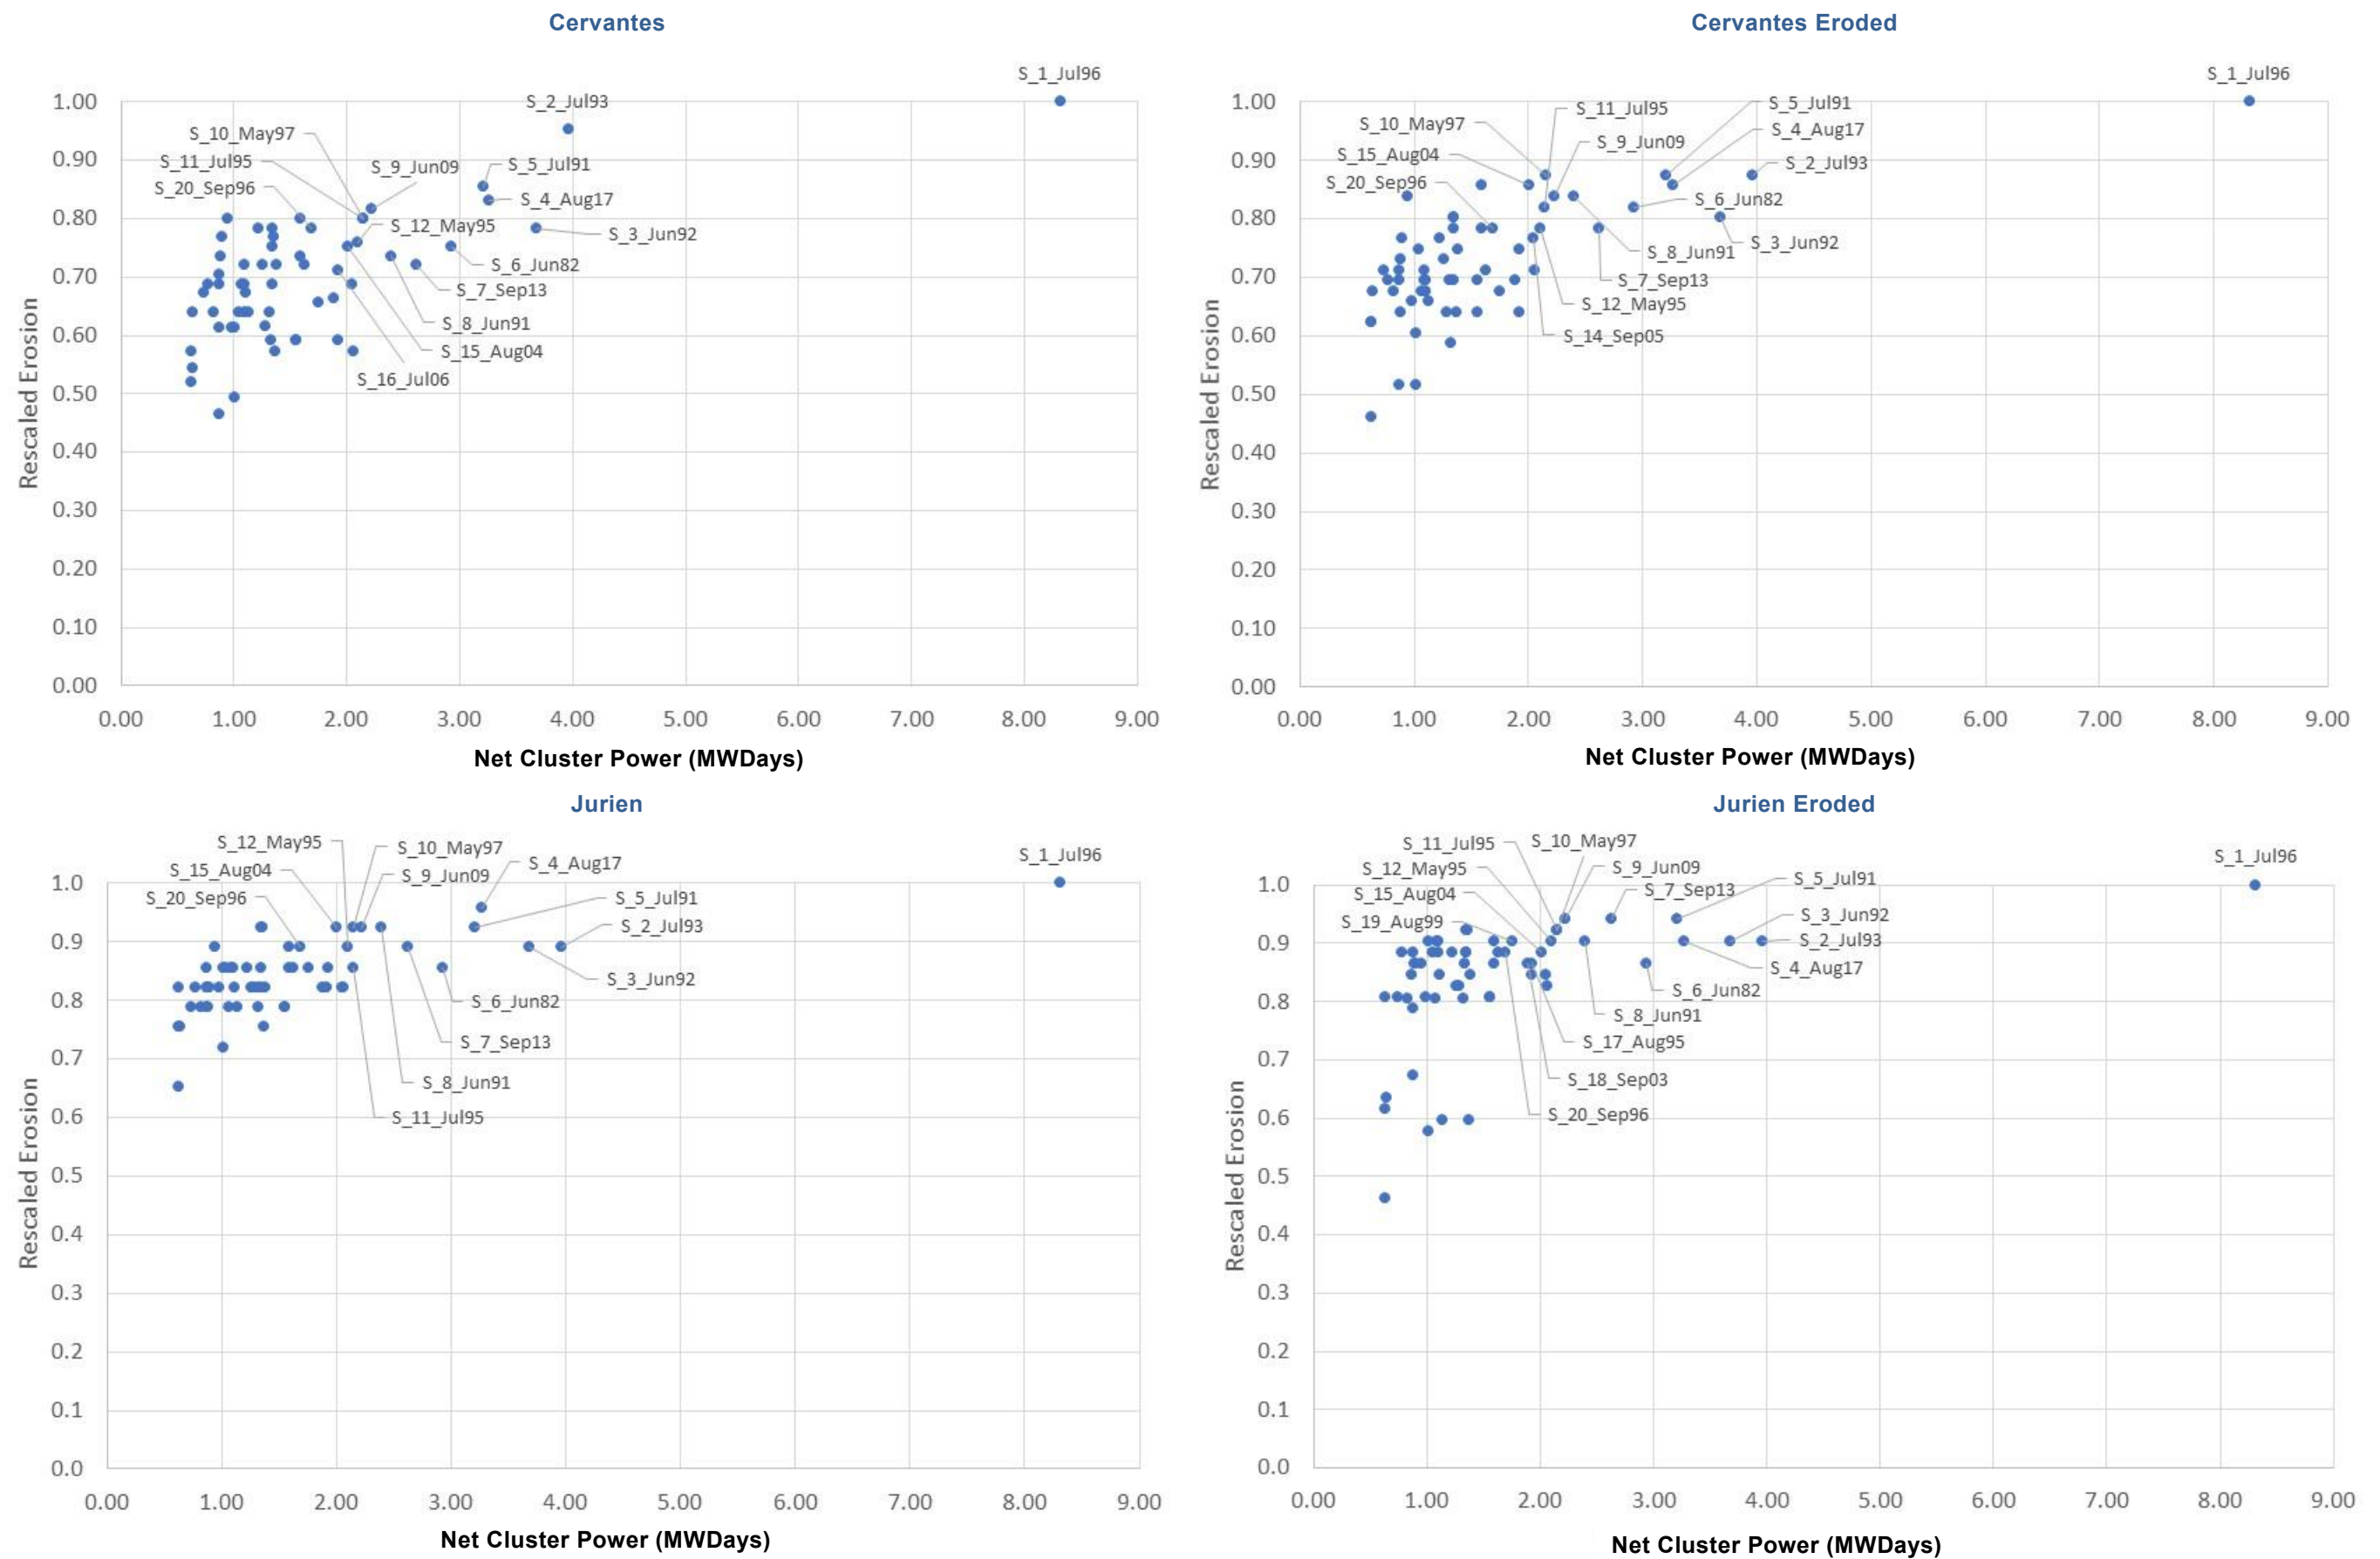 Cervantes
S_1_Jul96
S_2_Jul93
S_10_May97
S_11_Jul95
S_9_Jun09
S_5_Jul91
S_20_Sep96
S_4_Aug17
S_12_May95
S_3_Jun92
S_6_Jun82
S_7_Sep13
S_8_Jun91
S_15_Aug04
S_16_Jul06
1.00
0.90
0.80
0.70
0.60
0.50
0.40
0.30
0.20
0.10
0.00
Rescaled Erosion
0.00 1.00 2.00 3.00 4.00 5.00 6.00 7.00 8.00 9.00
Net Cluster Power (MWDays)
Cervantes Eroded
S_1_Jul96
S_11_Jul95
S_5_Jul91
S_10_May97
S_4_Aug17
S_9_Jun09
S_15_Aug04
S_2_Jul93
S_20_Sep96
S_6_Jun82
S_3_Jun92
S_8_Jun91
S_7_Sep13
S_12_May95
S_14_Sep05
1.00
0.90
0.80
0.70
0.60
0.50
0.40
0.30
0.20
0.10
0.00
Rescaled Erosion
0.00 1.00 2.00 3.00 4.00 5.00 6.00 7.00 8.00 9.00
Net Cluster Power (MWDays)
Jurien
S_12_May95
S_10_May97
S_1_Jul96
S_4_Aug17
S_15_Aug04
S_9_Jun09
S_20_Sep96
S_5_Jul91
S_2_Jul93
S_3_Jun92
S_6_Jun82
S_7_Sep13
S_8_Jun91
S_11_Jul95
1.0
0.9
0.8
0.7
0.6
0.5
0.4
0.3
0.2
0.1
0.0
Rescaled Erosion
0.00 1.00 2.00 3.00 4.00 5.00 6.00 7.00 8.00 9.00
Net Cluster Power (MWDays)
Jurien Eroded
S_11_Jul95
S_10_May97
S_1_Jul96
S_12_May95
S_9_Jun09
S_5_Jul91
S_7_Sep13
S_15_Aug04
S_3_Jun92
S_19_Aug99
S_2_Jul93
S_4_Aug17
S_6_Jun82
S_8_Jun91
S_17_Aug95
S_18_Sep03
S_20_Sep96
1.0
0.9
0.8
0.7
0.6
0.5
0.4
0.3
0.2
0.1
0.0
Rescaled Erosion
0.00 1.00 2.00 3.00 4.00 5.00 6.00 7.00 8.00 9.00
Net Cluster Power (MWDays)